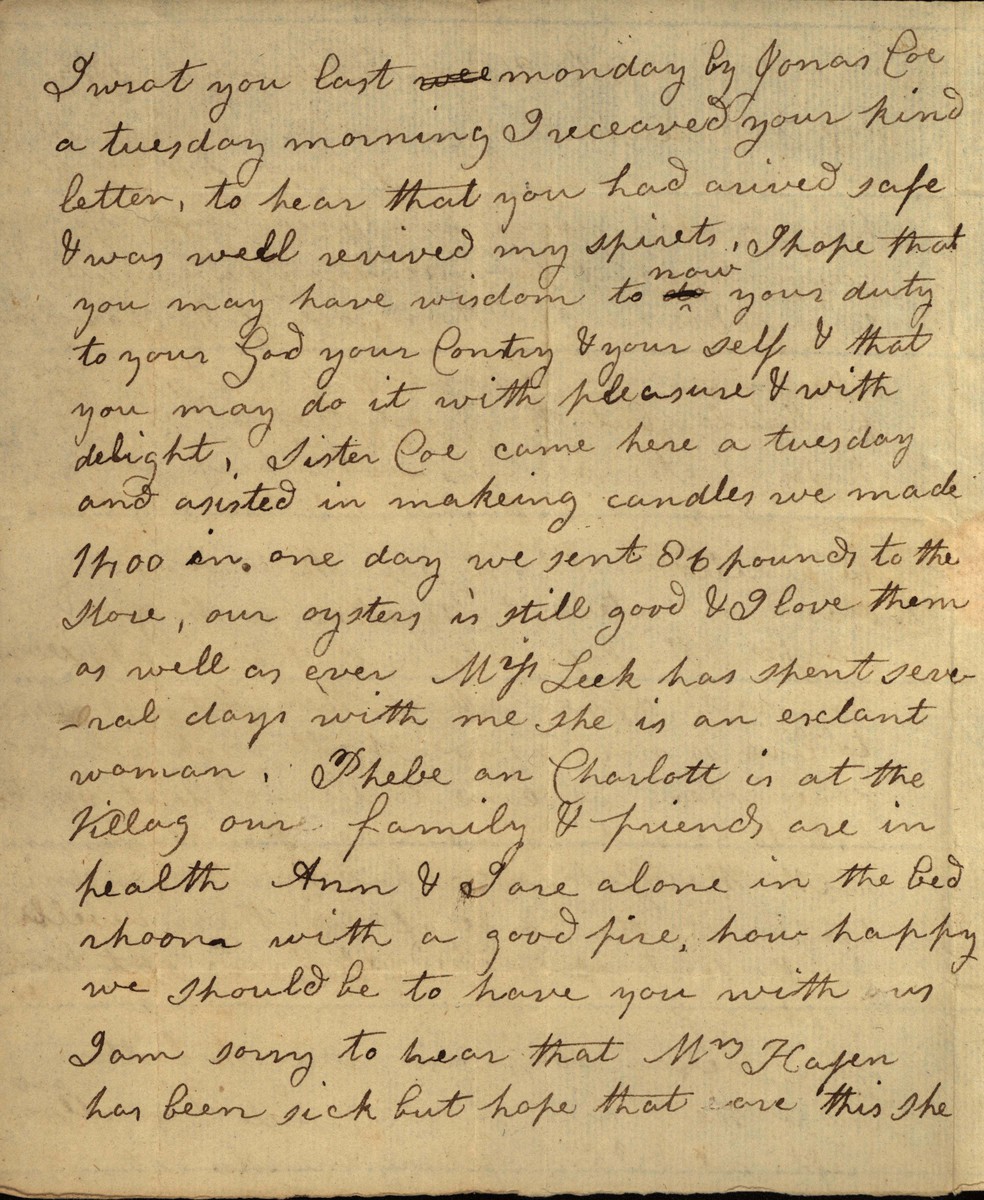 I wrot you last wee monday by Jonas Coe
a tuesday morning I receaved your kind
letter, to hear that you had arived safe
& was well revived my spirets, I hope that
you may have wisdom to do now your duty
to your God your Contry & your self & that
you may do it with pleasure & with
delight, Sister Coe came here a tuesday
and asisted in makeing candles we made
1400 in one day we sent 86 pounds to the
store, our oysters is still good & I love them
as well as ever Leek has spent seve
-ral days with me she is an exclant
woman, Phebe an Charlott is at the
Villag our family & friends are in
health Ann & I are alone in the bed
rhoom with a good fire, how happy
we should be to have you with us
I am sorry to hear that Mrs
has been sick but hope that are this she